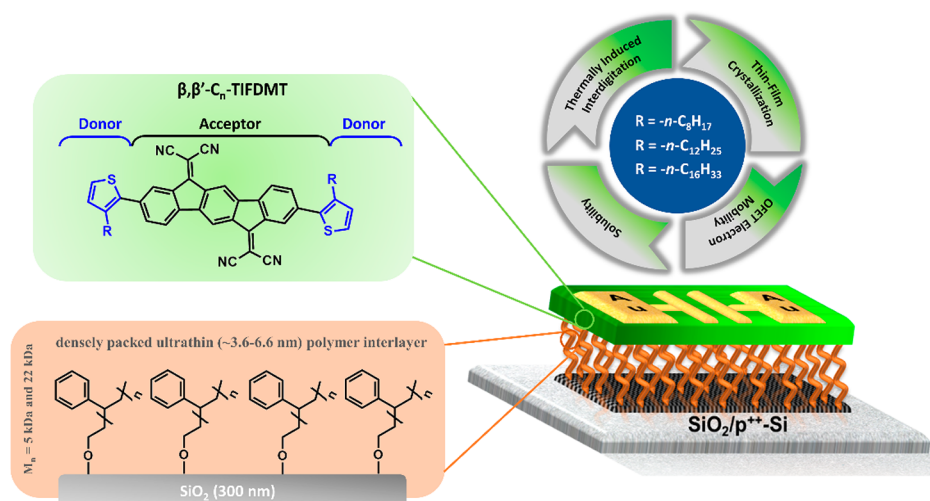 β,β'-Cₙ-TIFDMT
Donor
Acceptor
Donor
NC
CN
S
R
R
S
NC
CN
densely packed ultrathin (~3.6-6.6 nm) polymer interlayer
Mₙ = 5 kDa and 22 kDa
n
n
n
n
O
O
O
O
SiO₂ (300 nm)
Thermally Induced
Interdigitation
Thin-Film
Crystallization
OFET Electron
Mobility
Solubility
R = -n-C₈H₁₇
R = -n-C₁₂H₂₅
R = -n-C₁₆H₃₃
Au
Au
SiO₂/p⁺⁺-Si